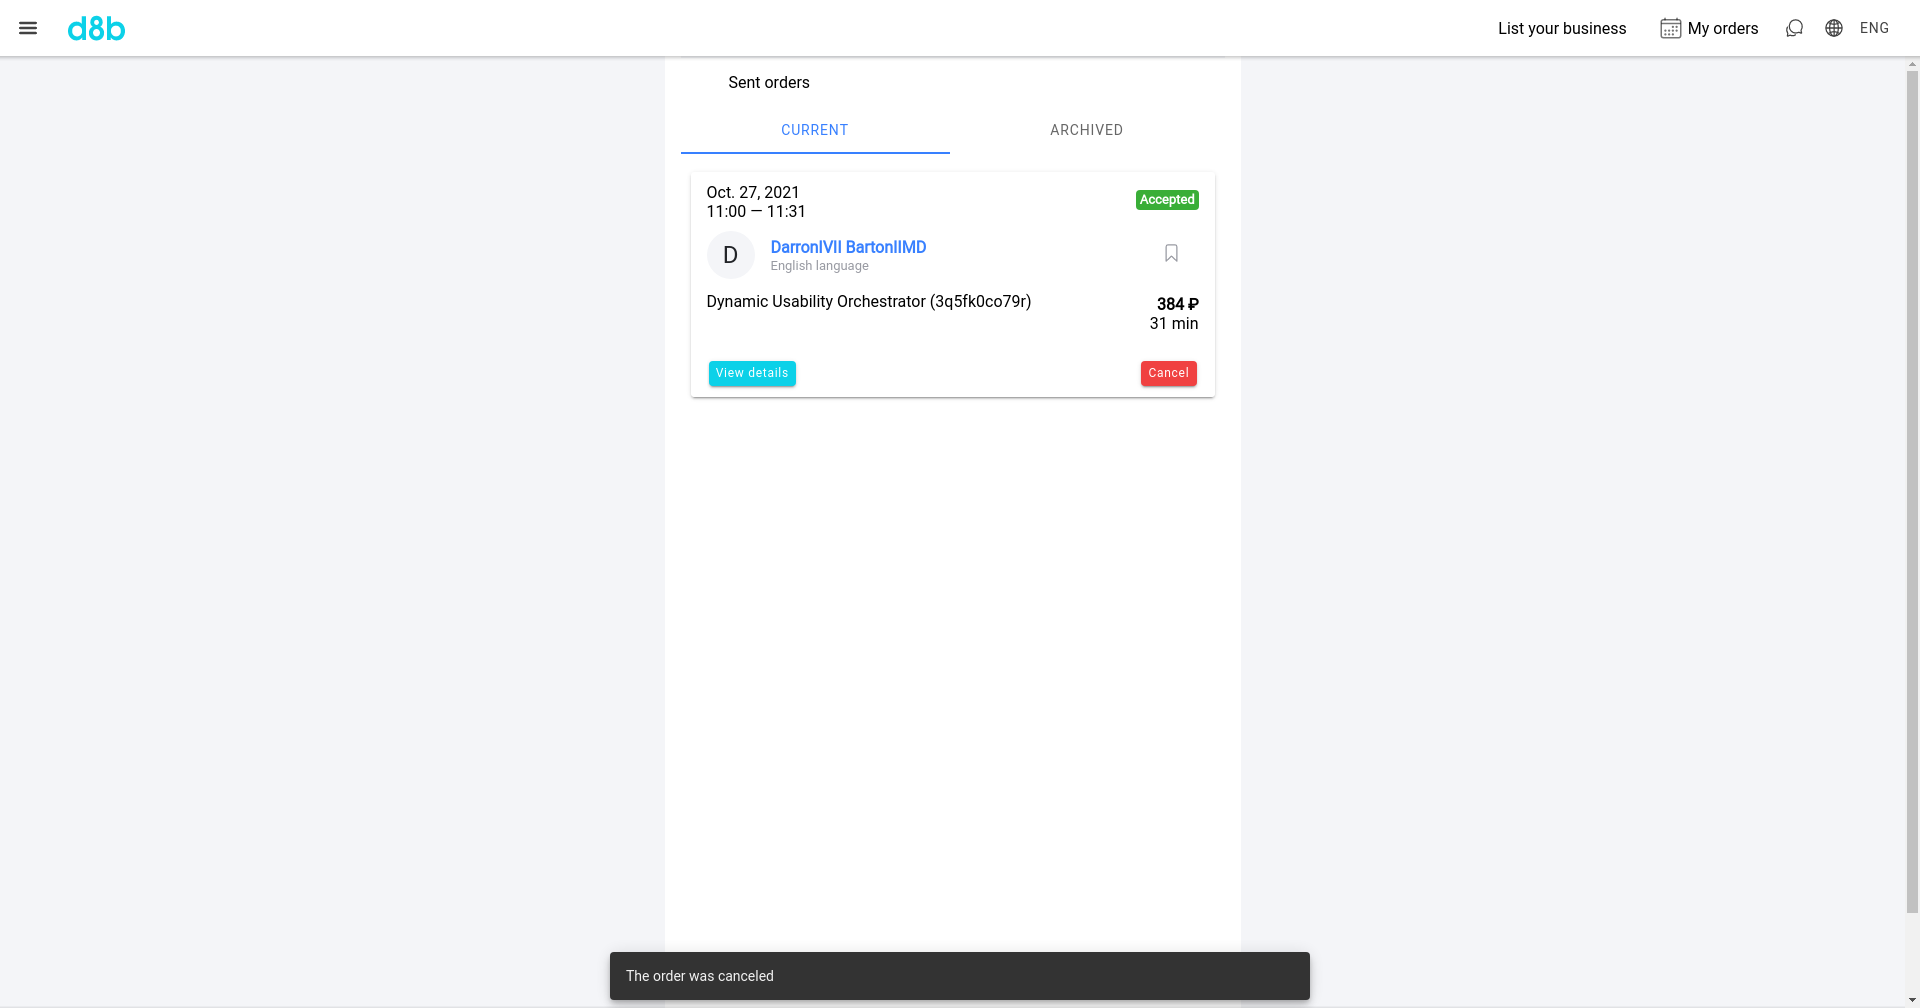 d8b
List your business
My orders
ENG
Sent orders
CURRENT
ARCHIVED
Oct. 27, 2021
11:00 — 11:31
Accepted
D
DarronIVII BartonIIMD
English language
Dynamic Usability Orchestrator (3q5fk0co79r)
384 ₽
31 min
View details
Cancel
The order was canceled